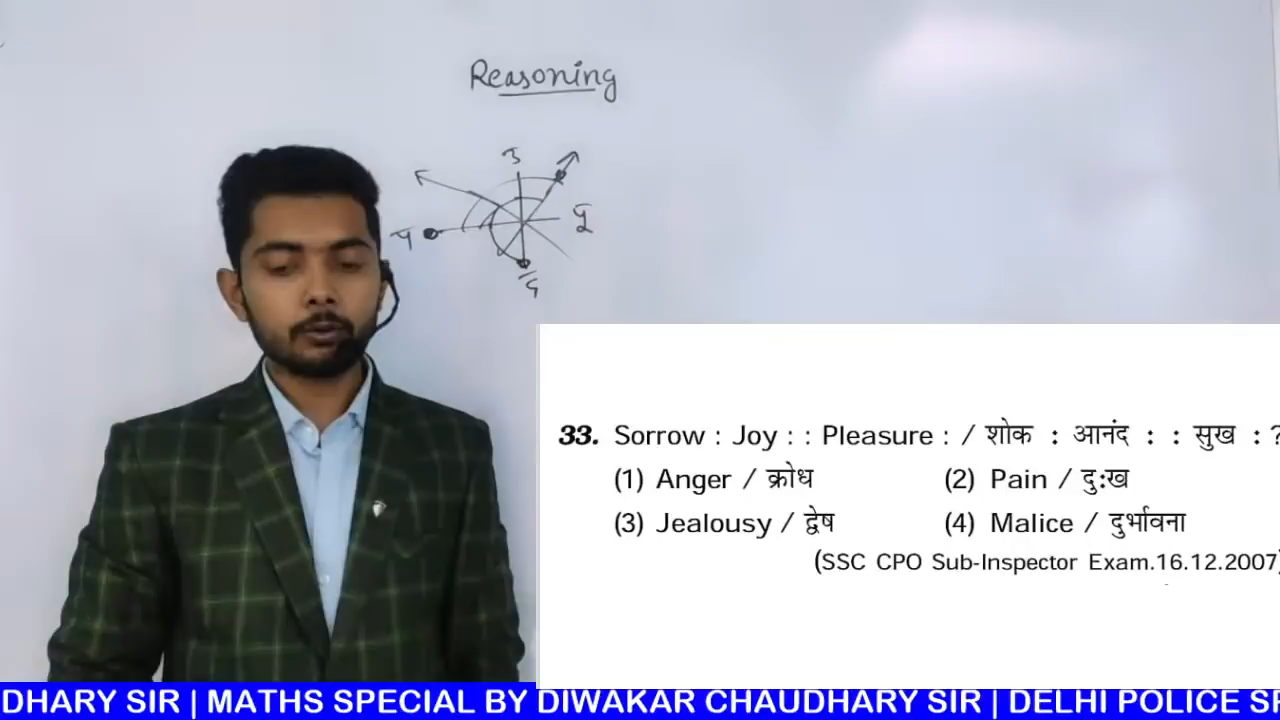 Reasoning
33. Sorrow : Joy : : Pleasure : / शोक : आनंद : : सुख : ?
(1) Anger / क्रोध (2) Pain / दुःख
(3) Jealousy / द्वेष (4) Malice / दुर्भावना
(SSC CPO Sub-Inspector Exam.16.12.2007)
DHARY SIR | MATHS SPECIAL BY DIWAKAR CHAUDHARY SIR | DELHI POLICE SP